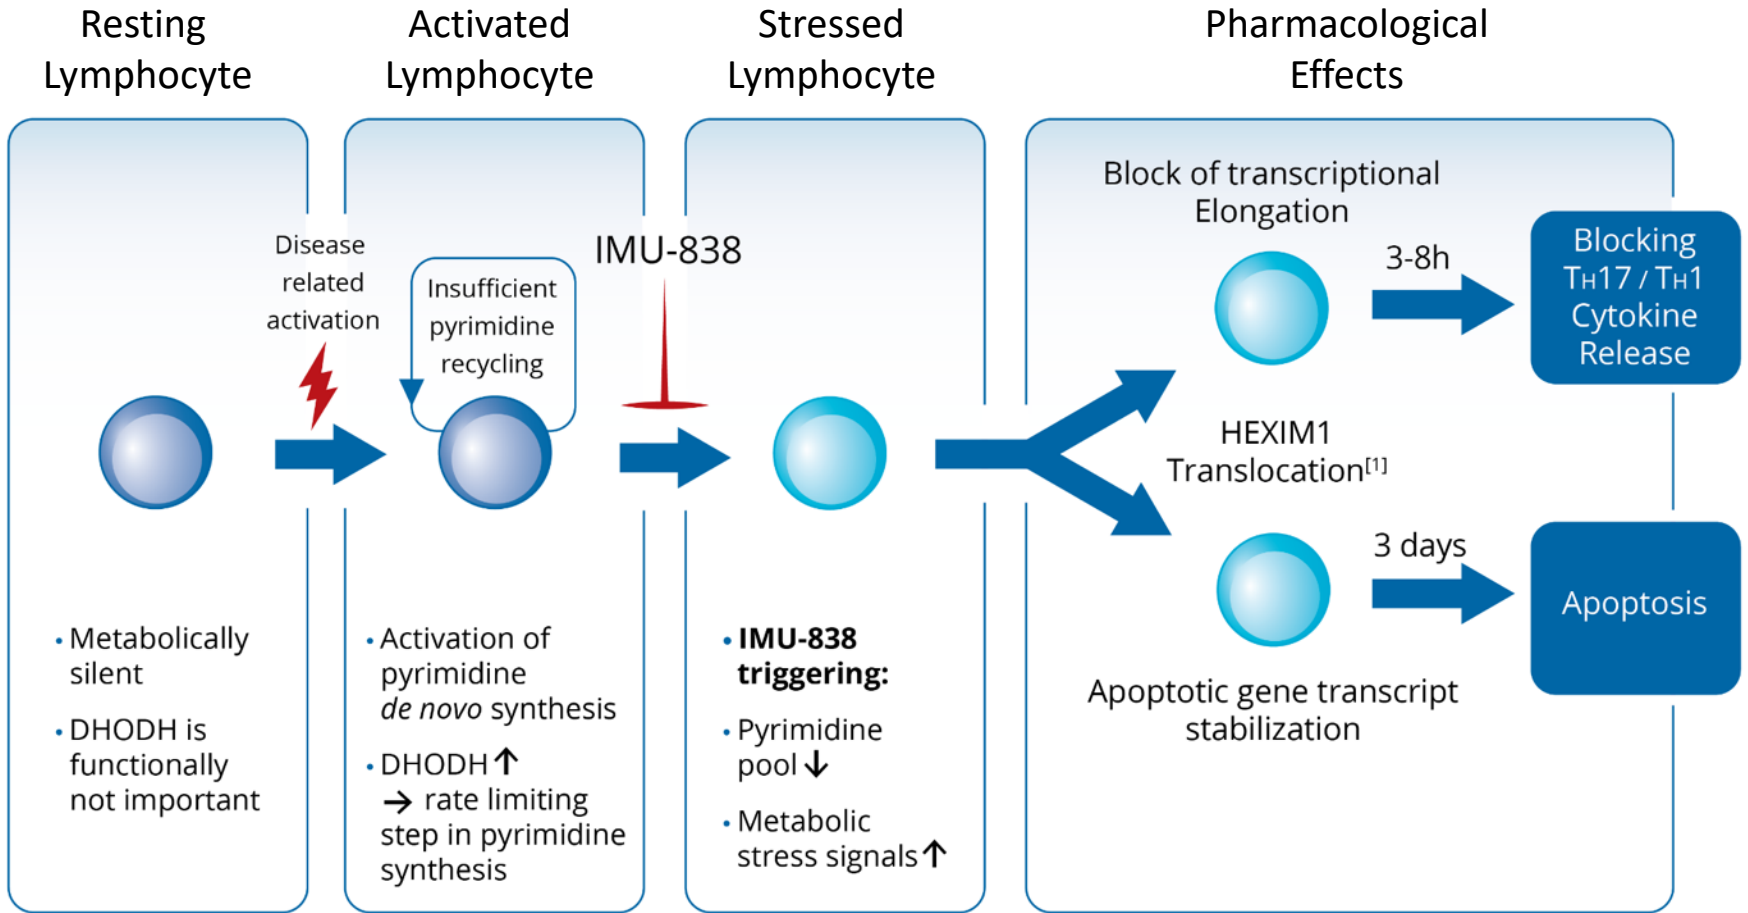 Resting
Lymphocyte
Activated
Lymphocyte
Stressed
Lymphocyte
Pharmacological
Effects
Disease
related
activation
Insufficient
pyrimidine
recycling
IMU-838
Block of transcriptional
Elongation
3-8h
Blocking
TH17 / TH1
Cytokine
Release
HEXIM1
Translocation[1]
3 days
Apoptosis
Apoptotic gene transcript
stabilization
• Metabolically
silent
• DHODH is
functionally
not important
• Activation of
pyrimidine
de novo synthesis
• DHODH ↑
→ rate limiting
step in pyrimidine
synthesis
• IMU-838
triggering:
• Pyrimidine
pool ↓
• Metabolic
stress signals ↑